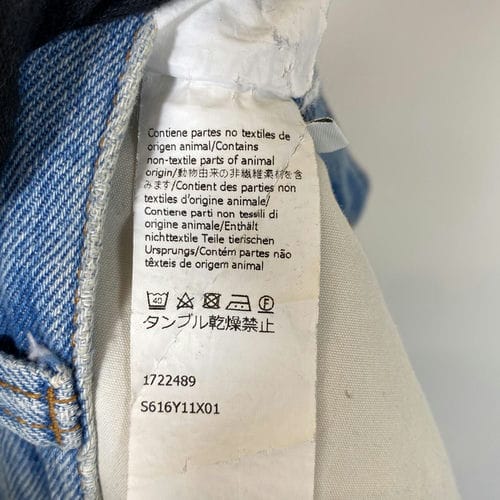 Contiene partes no textiles de
origen animal/Contains
non-textile parts of animal
origin/動物由来の非繊維素材を含
みます/Contient des parties non
textiles d'origine animale/
Contiene parti non tessili di
origine animale/Enthält
nichttextile Teile tierischen
Ursprungs/Contém partes não
têxteis de origem animal
40 F
タンブル乾燥禁止
1722489
S616Y11X01